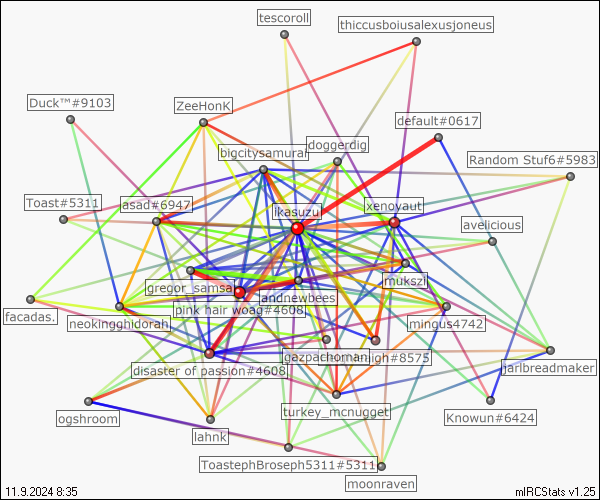 tescoroll
thiccusboiusalexusjoneus
Duck™#9103
ZeeHonK
default#0617
doggerdig
bigcitysamurai
Random Stuf6#5983
Toast#5311
asad#6947
Ikasuzu
xenoyaut
avelicious
gregor_samsa
mukszi
andnewbees
facadas.
neokingghidorah
pink hair woag#4608
mingus4742
gazpachoman
high#8575
disaster of passion#4608
jarlbreadmaker
ogshroom
lahnk
turkey_mcnugget
Knowun#6424
ToastephBroseph5311#5311
moonraven
11.9.2024 8:35
mIRCStats v1.25